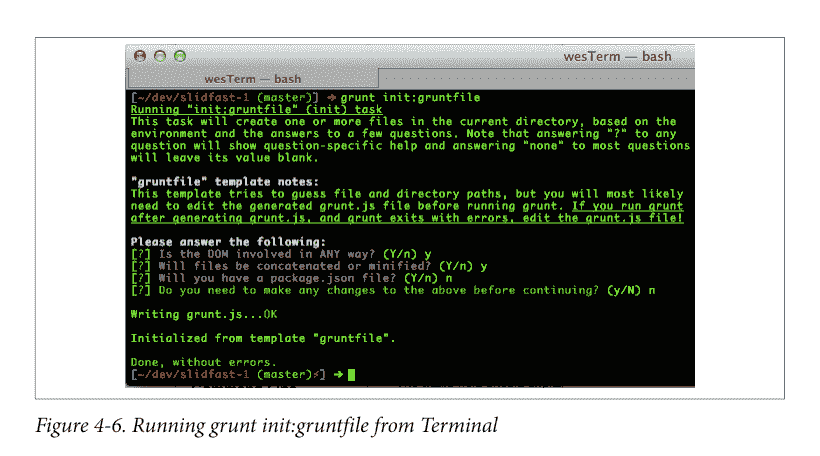 wesTerm — bash
wesTerm — bash
[~/dev/slidfast-1 (master)] ➔ grunt init:gruntfile
Running "init:gruntfile" (init) task
This task will create one or more files in the current directory, based on the
environment and the answers to a few questions. Note that answering "?" to any
question will show question-specific help and answering "none" to most questions
will leave its value blank.
"gruntfile" template notes:
This template tries to guess file and directory paths, but you will most likely
need to edit the generated grunt.js file before running grunt. If you run grunt
after generating grunt.js, and grunt exits with errors, edit the grunt.js file!
Please answer the following:
[?] Is the DOM involved in ANY way? (Y/n) y
[?] Will files be concatenated or minified? (Y/n) y
[?] Will you have a package.json file? (Y/n) n
[?] Do you need to make any changes to the above before continuing? (y/N) n
Writing grunt.js...OK
Initialized from template "gruntfile".
Done, without errors.
[~/dev/slidfast-1 (master)⚡] ➔
Figure 4-6. Running grunt init:gruntfile from Terminal